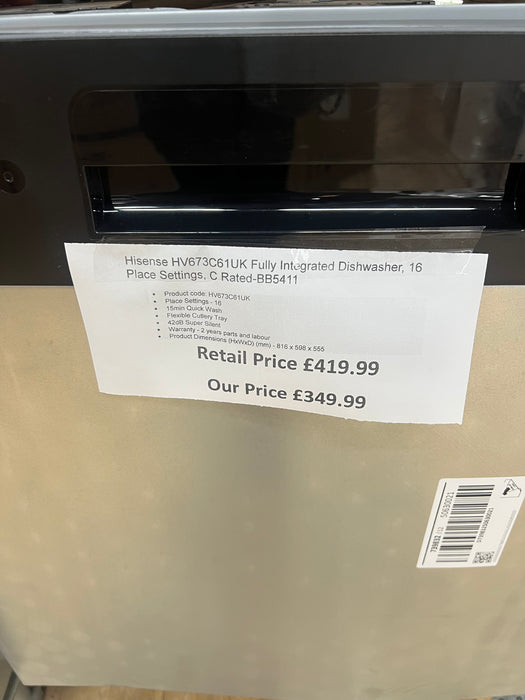 Hisense HV673C61UK Fully Integrated Dishwasher, 16
Place Settings, C Rated-BB5411
• Product code: HV673C61UK
• Place Settings - 16
• 15min Quick Wash
• Flexible Cutlery Tray
• 42dB Super Silent
• Warranty - 2 years parts and labour
• Product Dimensions (HxWxD) (mm) - 816 x 598 x 555
Retail Price £419.99
Our Price £349.99